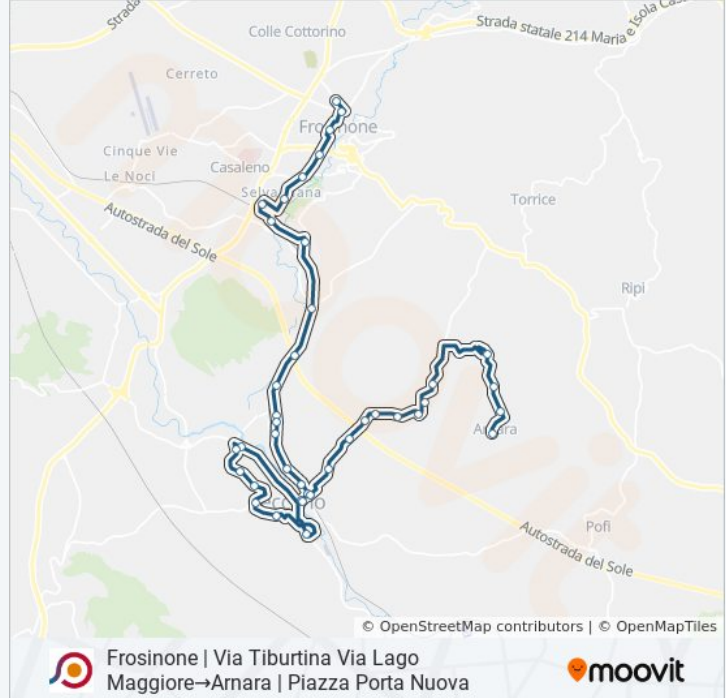 Colle Cottorino
Strada statale 214 Maria e Isola Cas
Strada
Cerreto
Frosinone
Cinque Vie
Casaleno
Le Noci
Selva
ana
Torrice
Autostrada del Sole
Ripi
moovit
Arnara
Pofi
Autostrada del Sole
© OpenStreetMap contributors | © OpenMapTiles
Frosinone | Via Tiburtina Via Lago
Maggiore→Arnara | Piazza Porta Nuova
moovit